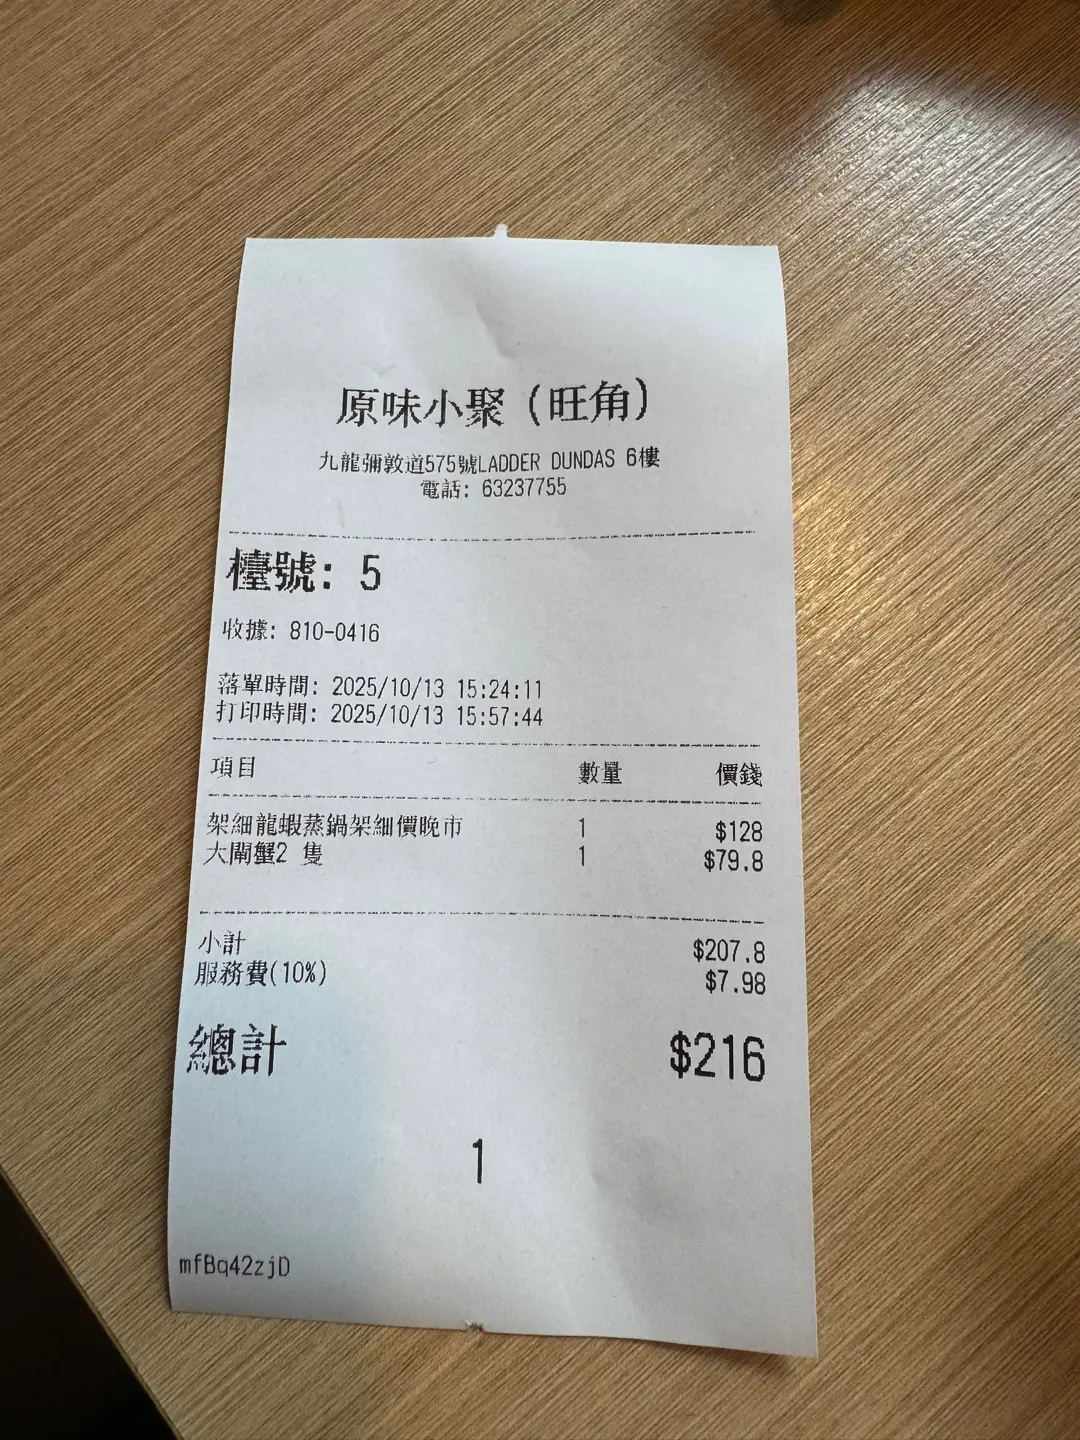 原味小聚（旺角）
九龍彌敦道575號LADDER DUNDAS 6樓
電話: 63237755
檯號: 5
收據: 810-0416
落單時間: 2025/10/13 15:24:11
打印時間: 2025/10/13 15:57:44
項目 數量 價錢
架細龍蝦蒸鍋架細價晚市 1 $128
大閘蟹2 隻 1 $79.8
小計 $207.8
服務費(10%) $7.98
總計 $216
1
mfBq42zjD